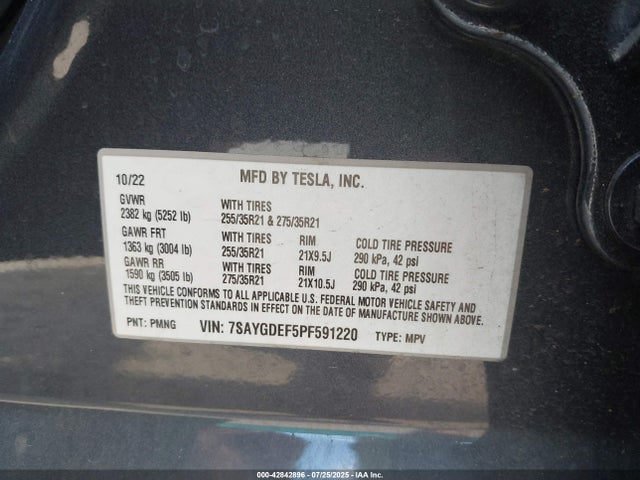 10/22 MFD BY TESLA, INC.
GVWR WITH TIRES
2382 kg (5252 lb) 255/35R21 & 275/35R21
GAWR FRT WITH TIRES RIM COLD TIRE PRESSURE
1363 kg (3004 lb) 255/35R21 21X9.5J 290 kPa, 42 psi
GAWR RR WITH TIRES RIM COLD TIRE PRESSURE
1590 kg (3505 lb) 275/35R21 21X10.5J 290 kPa, 42 psi
THIS VEHICLE CONFORMS TO ALL APPLICABLE U.S. FEDERAL MOTOR VEHICLE SAFETY AND
THEFT PREVENTION STANDARDS IN EFFECT ON THE DATE OF MANUFACTURE SHOWN ABOVE.
PNT: PMNG VIN: 7SAYGDEF5PF591220 TYPE: MPV
000-42842896 - 07/25/2025 - IAA Inc.